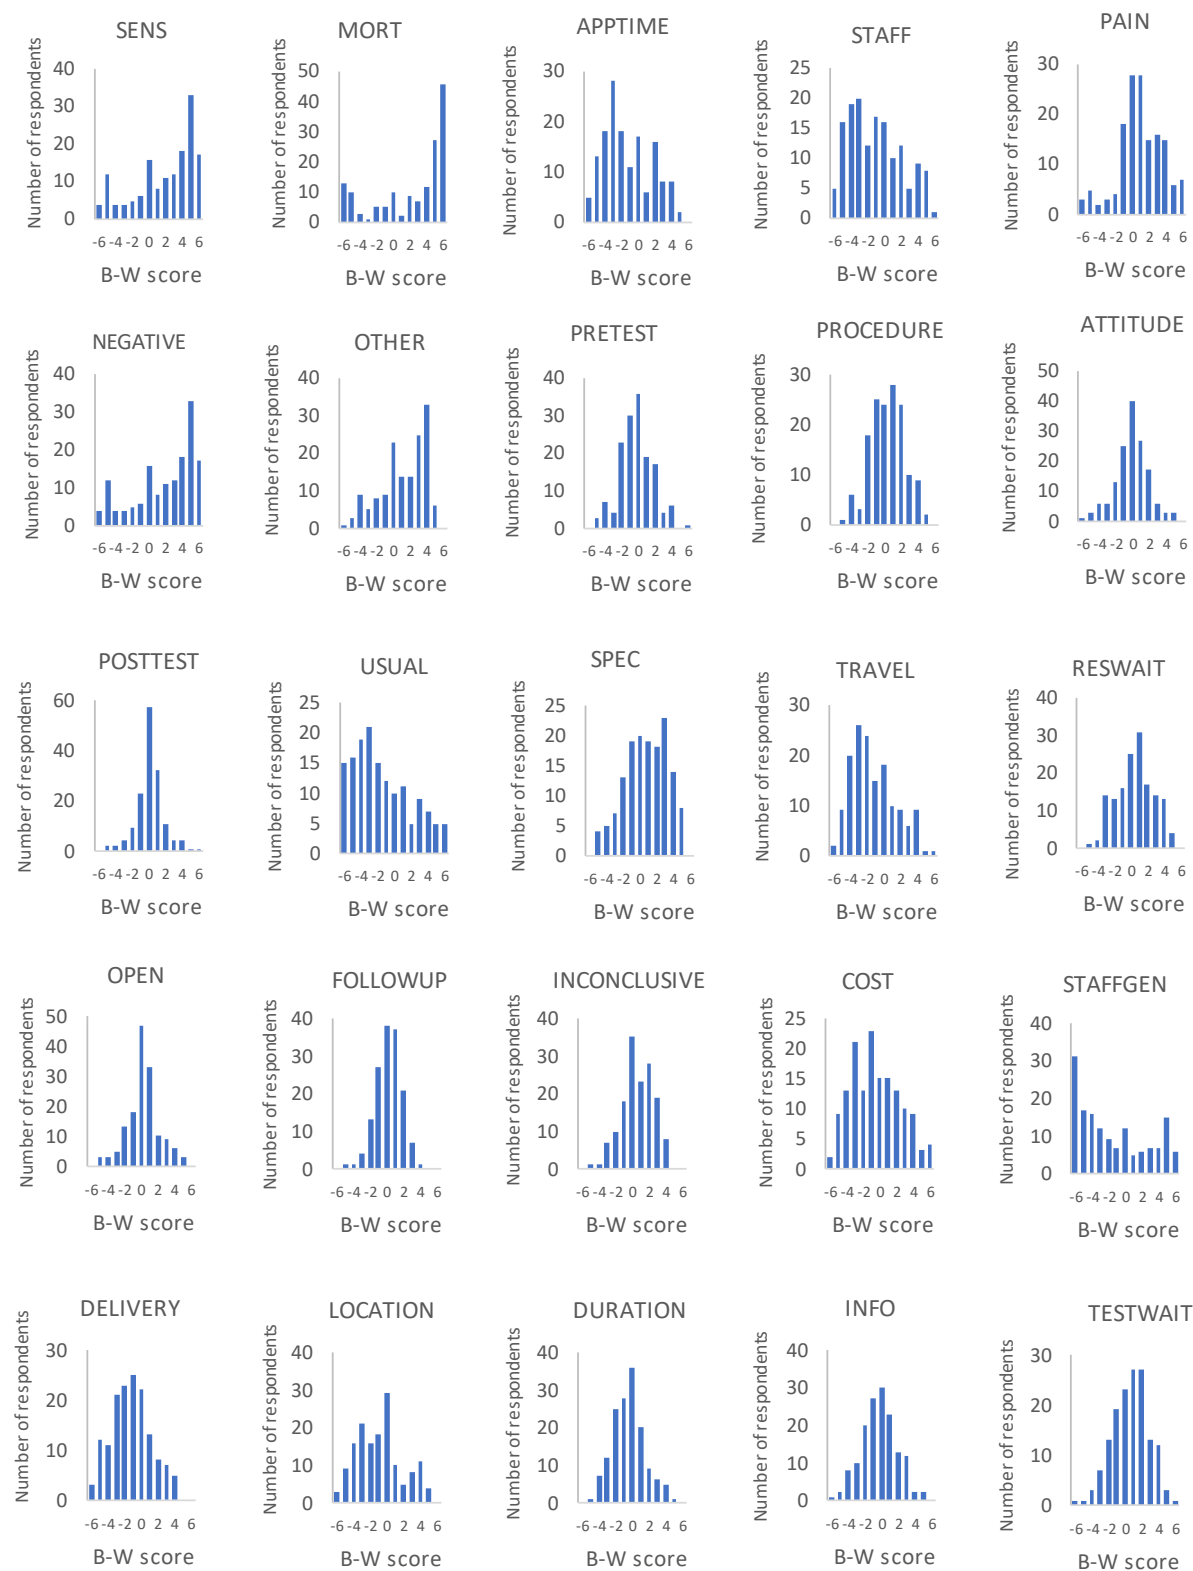 SENS
Number of respondents
40
30
20
10
0
-6 -4 -2 0 2 4 6
B-W score
MORT
Number of respondents
50
40
30
20
10
0
-6 -4 -2 0 2 4 6
B-W score
APPTIME
Number of respondents
30
20
10
0
-6 -4 -2 0 2 4 6
B-W score
STAFF
Number of respondents
25
20
15
10
5
0
-6 -4 -2 0 2 4 6
B-W score
PAIN
Number of respondents
30
20
10
0
-6 -4 -2 0 2 4 6
B-W score
NEGATIVE
Number of respondents
40
30
20
10
0
-6 -4 -2 0 2 4 6
B-W score
OTHER
Number of respondents
40
30
20
10
0
-6 -4 -2 0 2 4 6
B-W score
PRETEST
Number of respondents
40
30
20
10
0
-6 -4 -2 0 2 4 6
B-W score
PROCEDURE
Number of respondents
30
20
10
0
-6 -4 -2 0 2 4 6
B-W score
ATTITUDE
Number of respondents
50
40
30
20
10
0
-6 -4 -2 0 2 4 6
B-W score
POSTTEST
Number of respondents
60
40
20
0
-6 -4 -2 0 2 4 6
B-W score
USUAL
Number of respondents
25
20
15
10
5
0
-6 -4 -2 0 2 4 6
B-W score
SPEC
Number of respondents
25
20
15
10
5
0
-6 -4 -2 0 2 4 6
B-W score
TRAVEL
Number of respondents
30
20
10
0
-6 -4 -2 0 2 4 6
B-W score
RESWAIT
Number of respondents
40
30
20
10
0
-6 -4 -2 0 2 4 6
B-W score
OPEN
Number of respondents
50
40
30
20
10
0
-6 -4 -2 0 2 4 6
B-W score
FOLLOWUP
Number of respondents
40
30
20
10
0
-6 -4 -2 0 2 4 6
B-W score
INCONCLUSIVE
Number of respondents
40
30
20
10
0
-6 -4 -2 0 2 4 6
B-W score
COST
Number of respondents
25
20
15
10
5
0
-6 -4 -2 0 2 4 6
B-W score
STAFFGEN
Number of respondents
40
30
20
10
0
-6 -4 -2 0 2 4 6
B-W score
DELIVERY
Number of respondents
30
20
10
0
-6 -4 -2 0 2 4 6
B-W score
LOCATION
Number of respondents
40
30
20
10
0
-6 -4 -2 0 2 4 6
B-W score
DURATION
Number of respondents
40
30
20
10
0
-6 -4 -2 0 2 4 6
B-W score
INFO
Number of respondents
40
30
20
10
0
-6 -4 -2 0 2 4 6
B-W score
TESTWAIT
Number of respondents
30
20
10
0
-6 -4 -2 0 2 4 6
B-W score